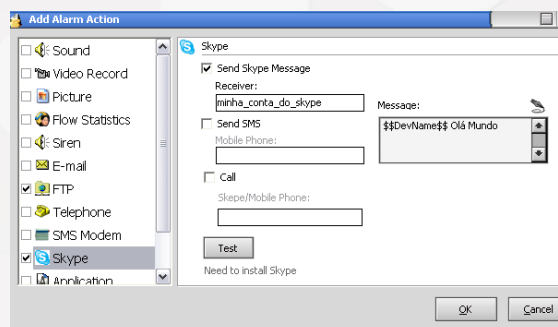 Add Alarm Action
Sound
Video Record
Picture
Flow Statistics
Siren
E-mail
FTP
Telephone
SMS Modem
Skype
Application
Skype
Send Skype Message
Receiver:
minha_conta_do_skype
Send SMS
Mobile Phone:
Call
Skepe/Mobile Phone:
Test
Need to install Skype
Message:
$$DevName$$ Olá Mundo
OK
Cancel